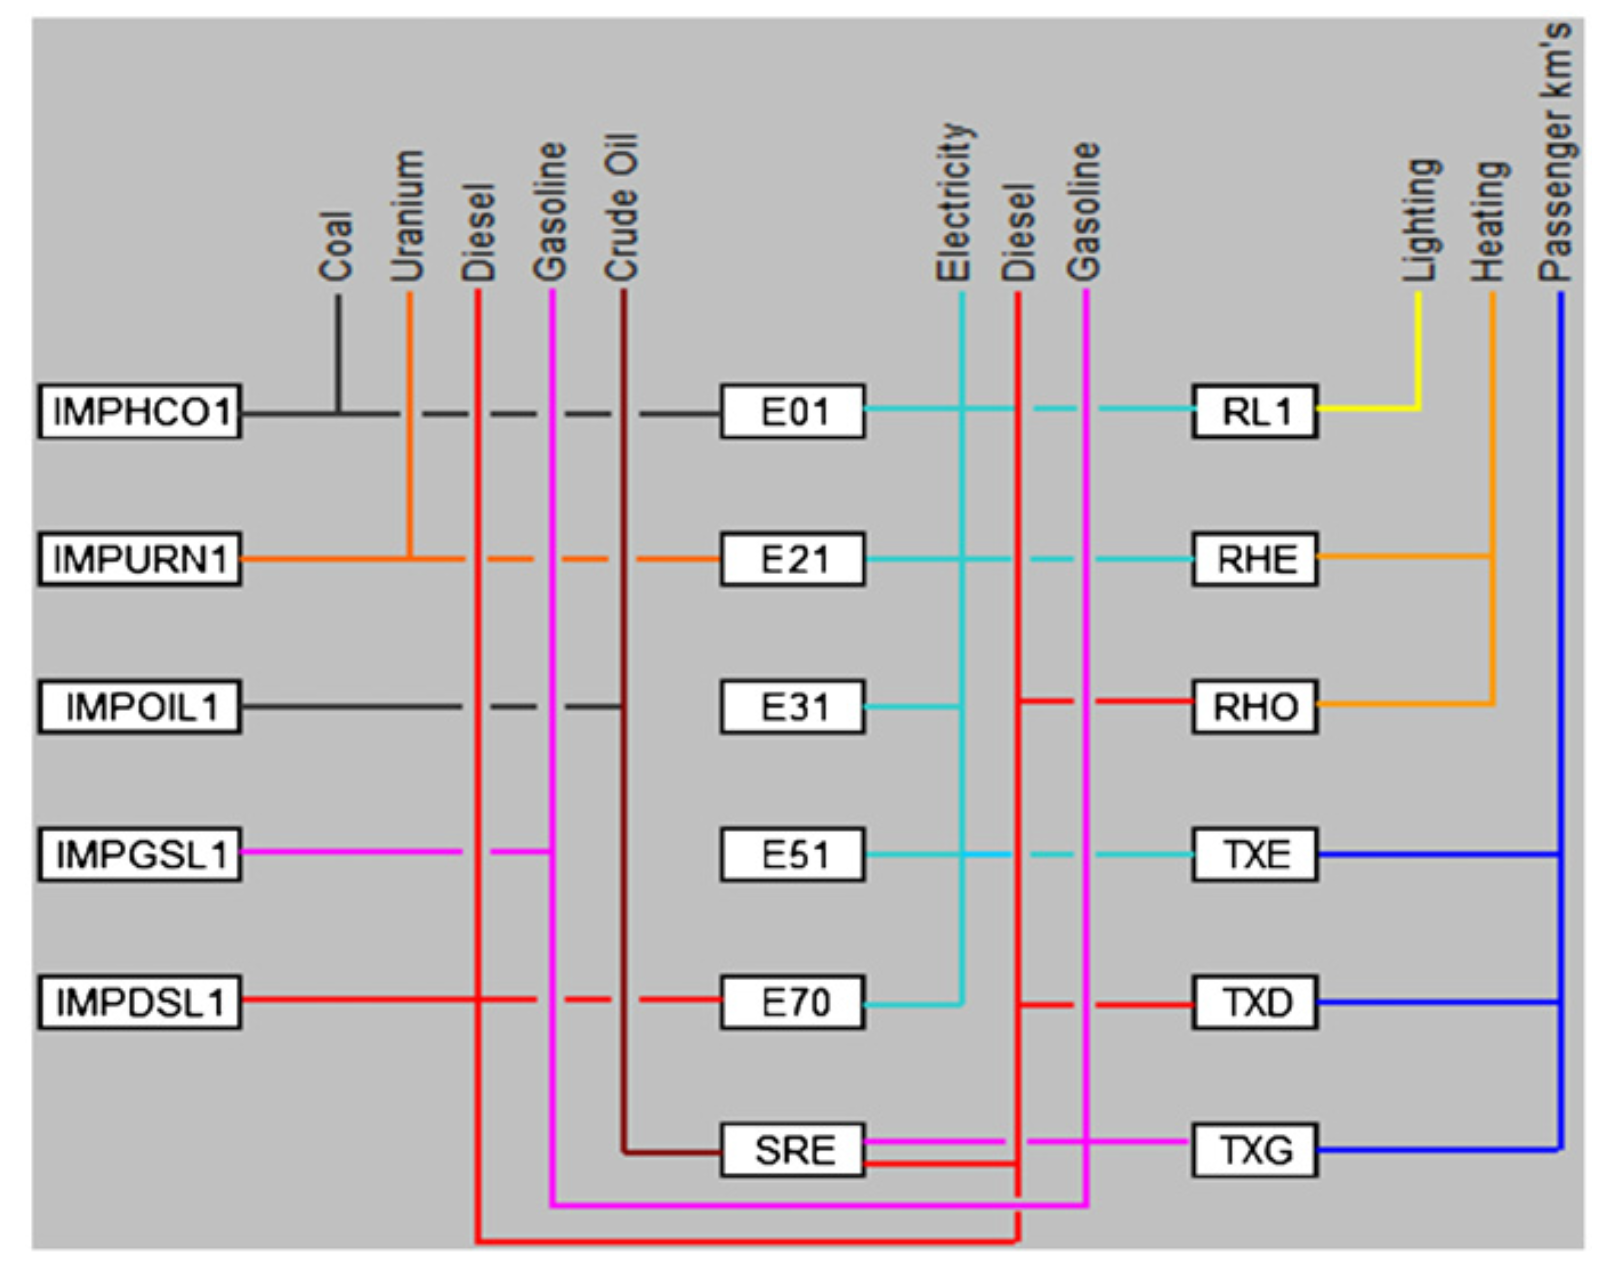 Coal
Uranium
Diesel
Gasoline
Crude Oil
Electricity
Diesel
Gasoline
Lighting
Heating
Passenger km's
IMPHCO1
E01
RL1
IMPURN1
E21
RHE
IMPOIL1
E31
RHO
IMPGSL1
E51
TXE
IMPDSL1
E70
TXD
SRE
TXG